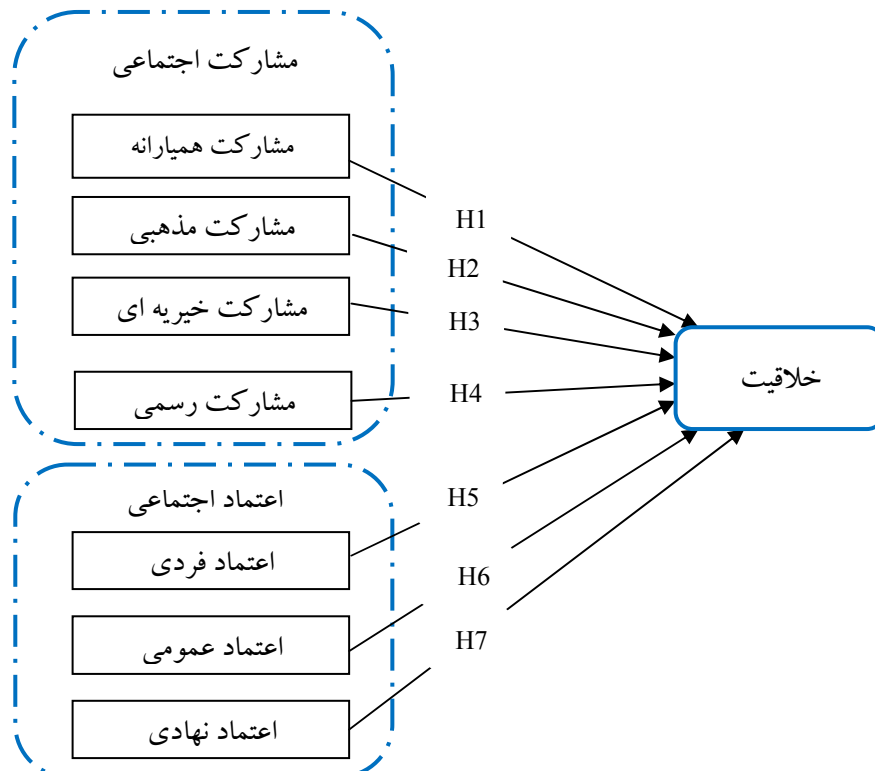 مشارکت اجتماعی
مشارکت همیارانه
مشارکت مذهبی
مشارکت خیریه ای
مشارکت رسمی
H1
H2
H3
H4
خلاقیت
اعتماد اجتماعی
اعتماد فردی
اعتماد عمومی
اعتماد نهادی
H5
H6
H7